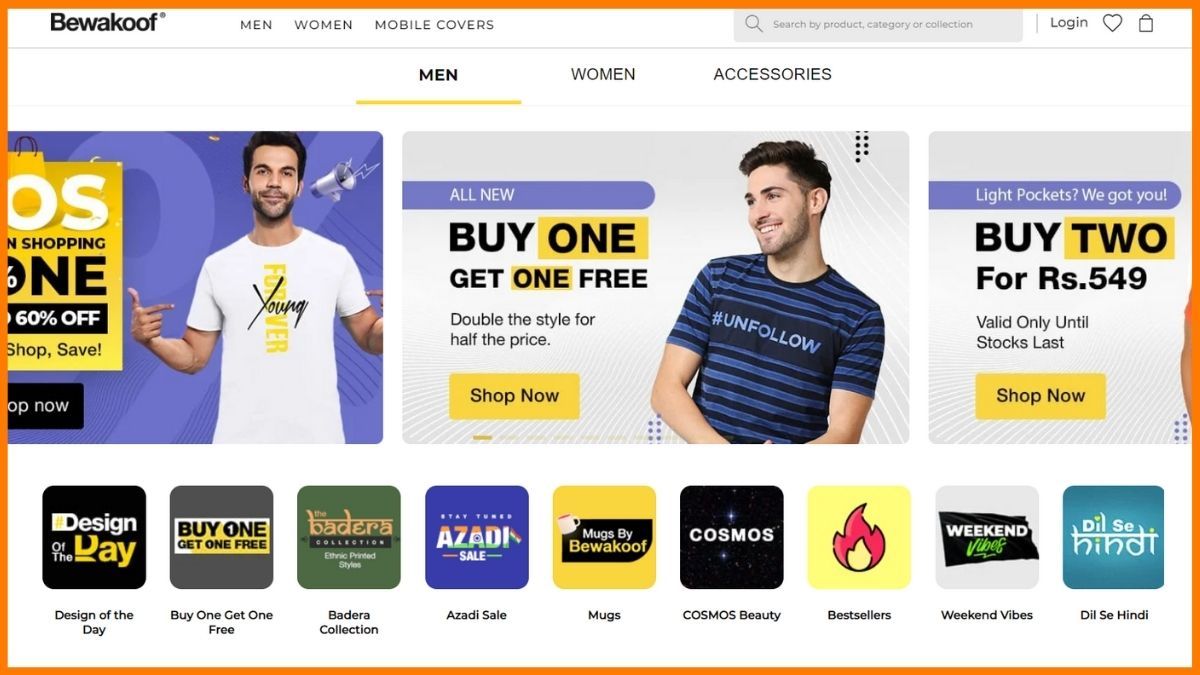 Bewakoof®
MEN WOMEN MOBILE COVERS
Search by product, category or collection
Login
MEN WOMEN ACCESSORIES
OS
N SHOPPING
ONE
60% OFF
Shop, Save!
op now
FOREVER
Young
ALL NEW
BUY ONE
GET ONE FREE
Double the style for
half the price.
Shop Now
#UNFOLLOW
Light Pockets? We got you!
BUY TWO
For Rs.549
Valid Only Until
Stocks Last
Shop Now
#Design
Of The Day
BUY ONE
GET ONE FREE
the
badera
COLLECTION
Ethnic Printed
Styles
STAY TUNED
AZADI
SALE
Mugs By
Bewakoof
COSMOS
WEEKEND
Vibes
Dil Se
hindi
Design of the
Day
Buy One Get One
Free
Badera
Collection
Azadi Sale
Mugs
COSMOS Beauty
Bestsellers
Weekend Vibes
Dil Se Hindi